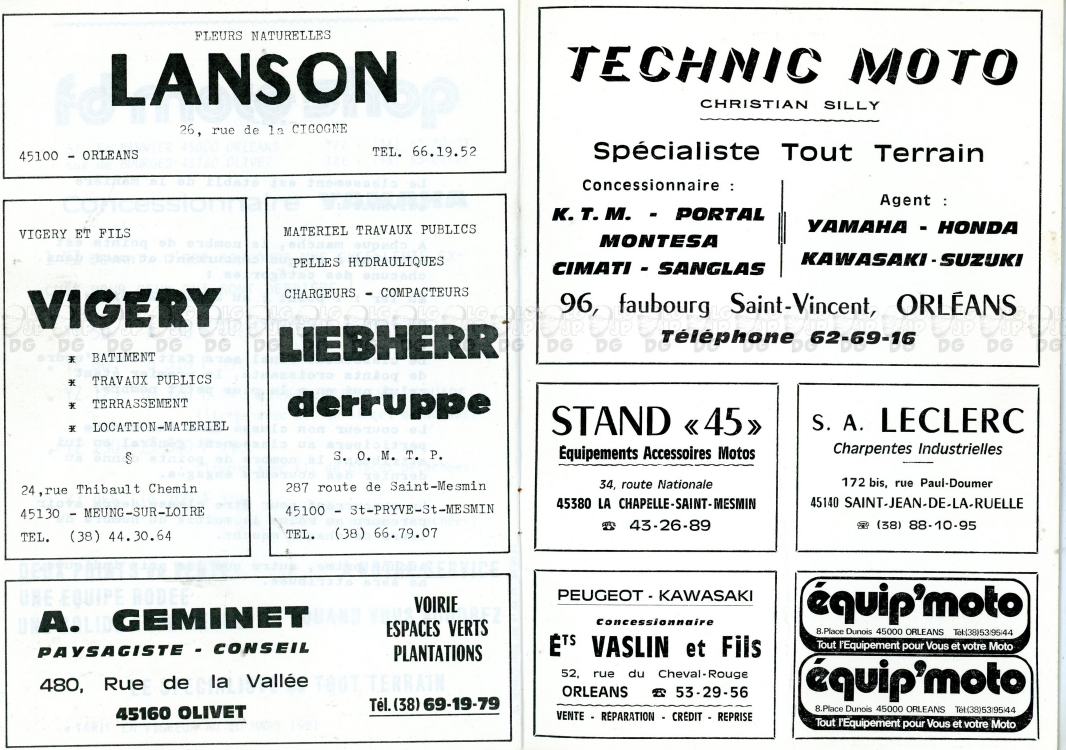 FLEURS NATURELLES
LANSON
26, rue de la CIGOGNE
45100 - ORLEANS
TEL. 66.19.52
VIGERY ET FILS
VIGERY
* BATIMENT
* TRAVAUX PUBLICS
* TERRASSEMENT
* LOCATION-MATERIEL
§
24,rue Thibault Chemin
45130 - MEUNG-SUR-LOIRE
TEL. (38) 44.30.64
MATERIEL TRAVAUX PUBLICS
PELLES HYDRAULIQUES
CHARGEURS - COMPACTEURS
LIEBHERR
derruppe
S. O. M. T. P.
287 route de Saint-Mesmin
45100 - St-PRYVE-St-MESMIN
TEL. (38) 66.79.07
A. GEMINET
PAYSAGISTE - CONSEIL
480, Rue de la Vallée
45160 OLIVET
VOIRIE
ESPACES VERTS
PLANTATIONS
Tél. (38) 69-19-79
TECHNIC MOTO
CHRISTIAN SILLY
Spécialiste Tout Terrain
Concessionnaire :
K.T.M. - PORTAL
MONTESA
CIMATI - SANGLAS
Agent :
YAMAHA - HONDA
KAWASAKI - SUZUKI
96, faubourg Saint-Vincent, ORLÉANS
Téléphone 62-69-16
STAND «45»
Équipements Accessoires Motos
34, route Nationale
45380 LA CHAPELLE-SAINT-MESMIN
☎ 43-26-89
S. A. LECLERC
Charpentes Industrielles
172 bis, rue Paul-Doumer
45140 SAINT-JEAN-DE-LA-RUELLE
☎ (38) 88-10-95
PEUGEOT - KAWASAKI
Concessionnaire
Ets VASLIN et Fils
52, rue du Cheval-Rouge
ORLEANS ☎ 53-29-56
VENTE - RÉPARATION - CRÉDIT - REPRISE
équip'moto
8.Place Dunois 45000 ORLEANS Tél:(38)53•95•44
Tout l'Equipement pour Vous et votre Moto
équip'moto
8.Place Dunois 45000 ORLEANS Tél:(38)53•95•44
Tout l'Equipement pour Vous et votre Moto